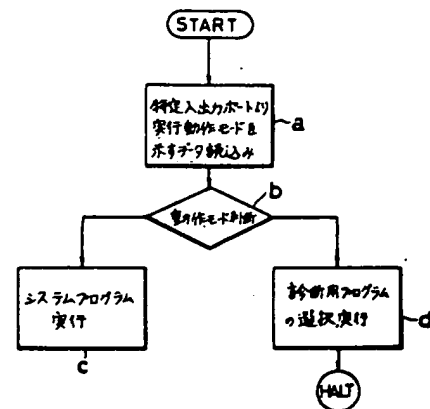 START
特定入出力ポートより
実行動作モードを
示すデータ読込み
a
b
動作モード判断
システムプログラム
実行
c
診断用プログラム
の選択,実行
d
HALT